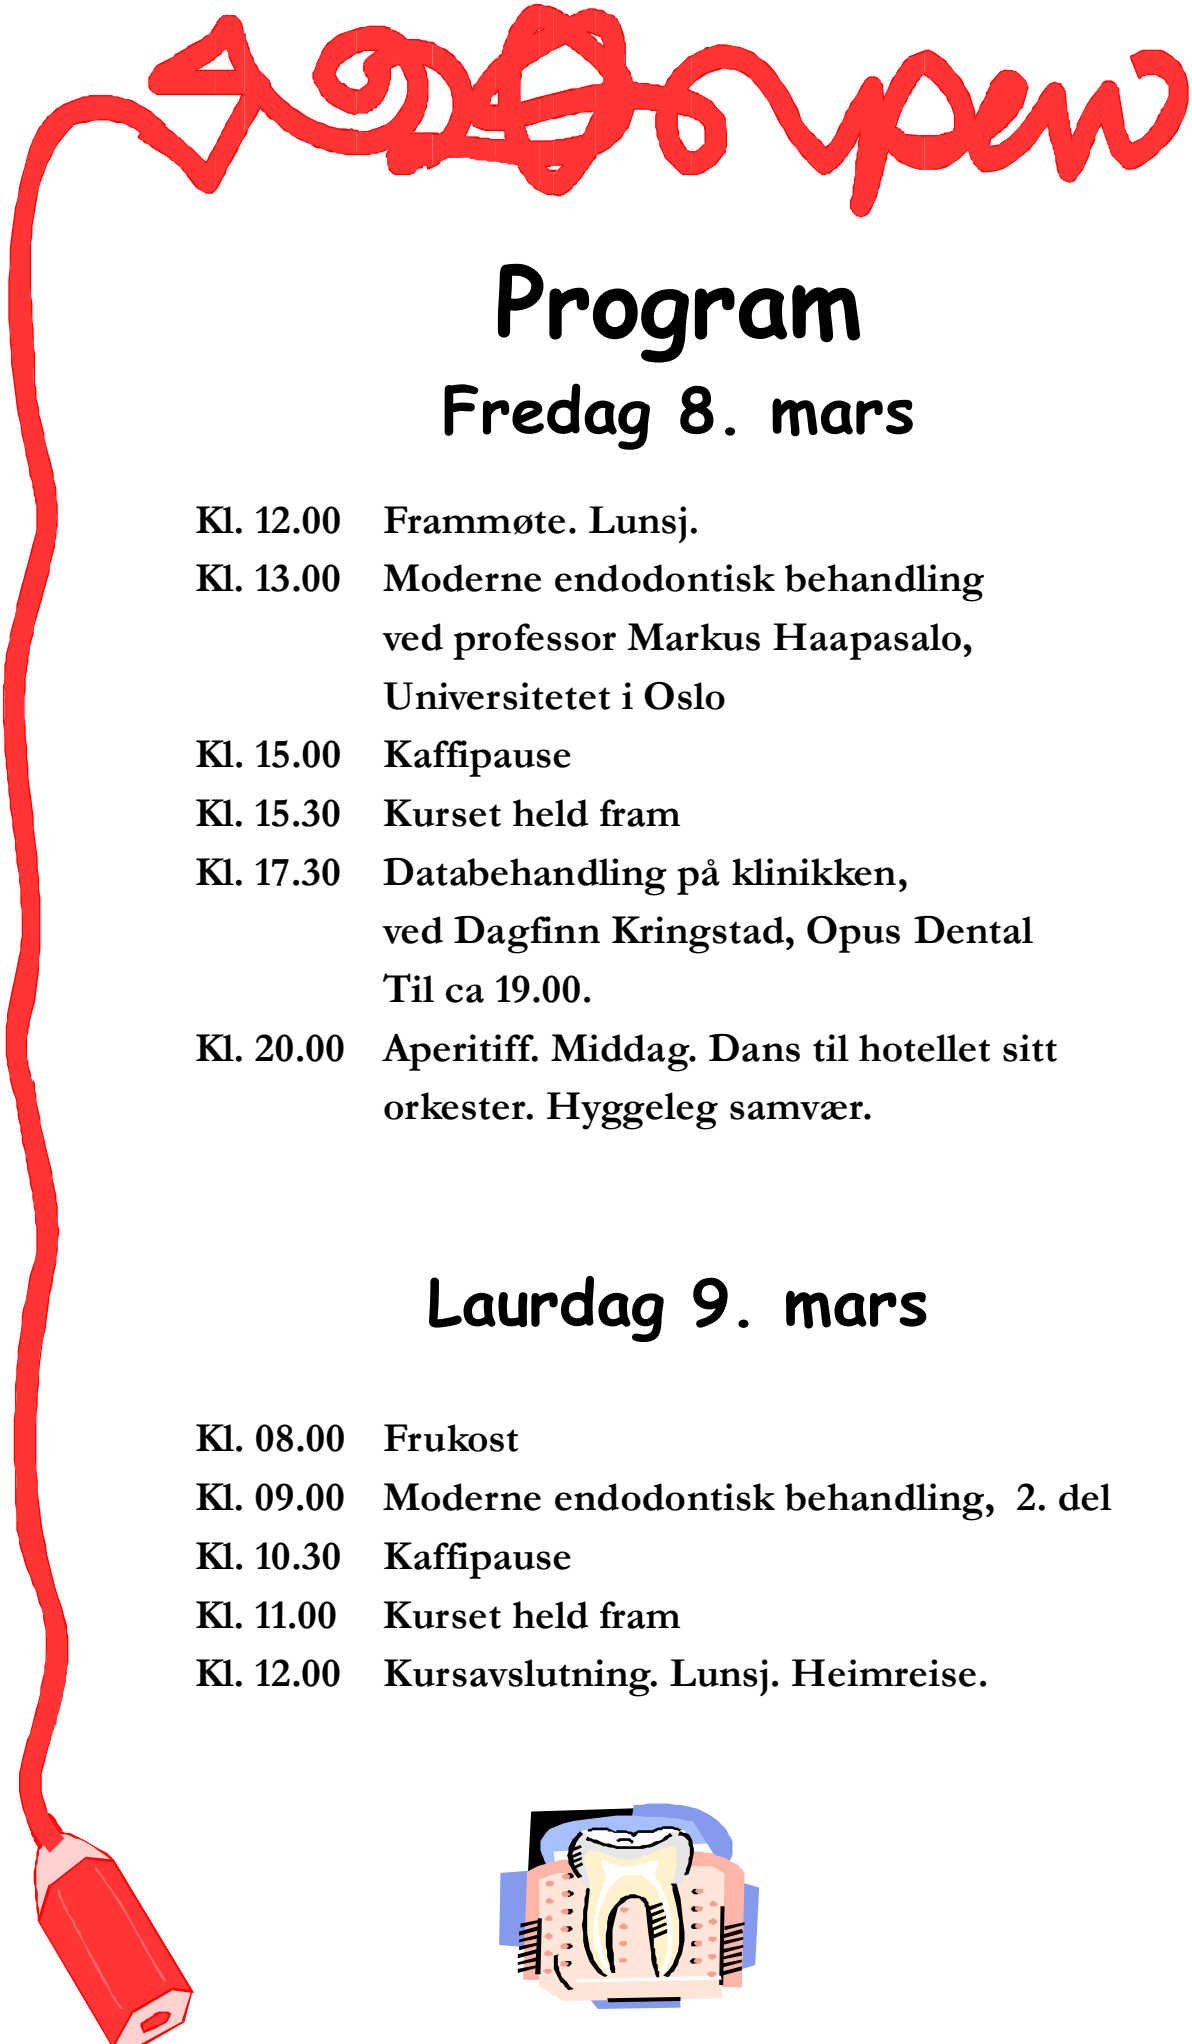 Program
Fredag 8. mars
Kl. 12.00 Frammøte. Lunsj.
Kl. 13.00 Moderne endodontisk behandling
ved professor Markus Haapasalo,
Universitetet i Oslo
Kl. 15.00 Kaffipause
Kl. 15.30 Kurset held fram
Kl. 17.30 Databehandling på klinikken,
ved Dagfinn Kringstad, Opus Dental
Til ca 19.00.
Kl. 20.00 Aperitiff. Middag. Dans til hotellet sitt
orkester. Hyggeleg samvær.
Laurdag 9. mars
Kl. 08.00 Frukost
Kl. 09.00 Moderne endodontisk behandling, 2. del
Kl. 10.30 Kaffipause
Kl. 11.00 Kurset held fram
Kl. 12.00 Kursavslutning. Lunsj. Heimreise.